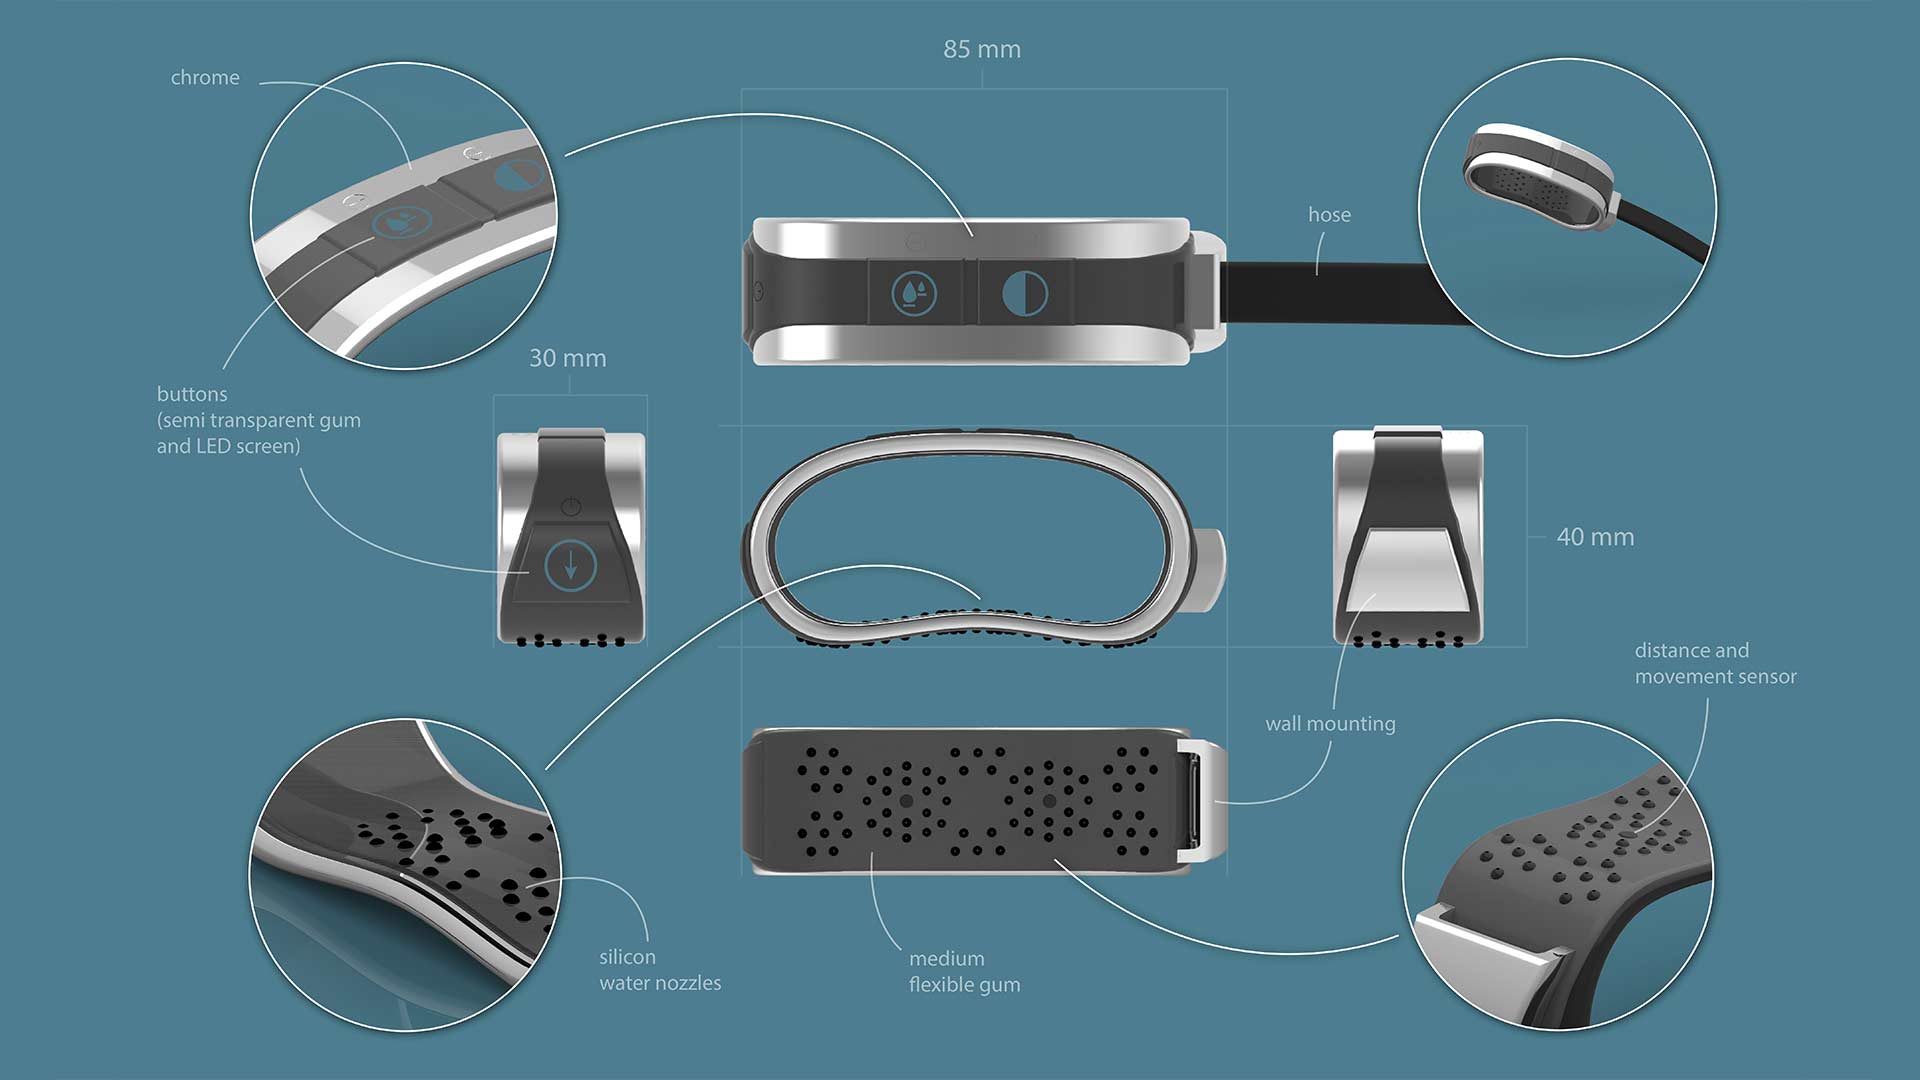 85 mm
chrome
hose
30 mm
buttons
(semi transparent gum
and LED screen)
40 mm
distance and
movement sensor
wall mounting
silicon
water nozzles
medium
flexible gum